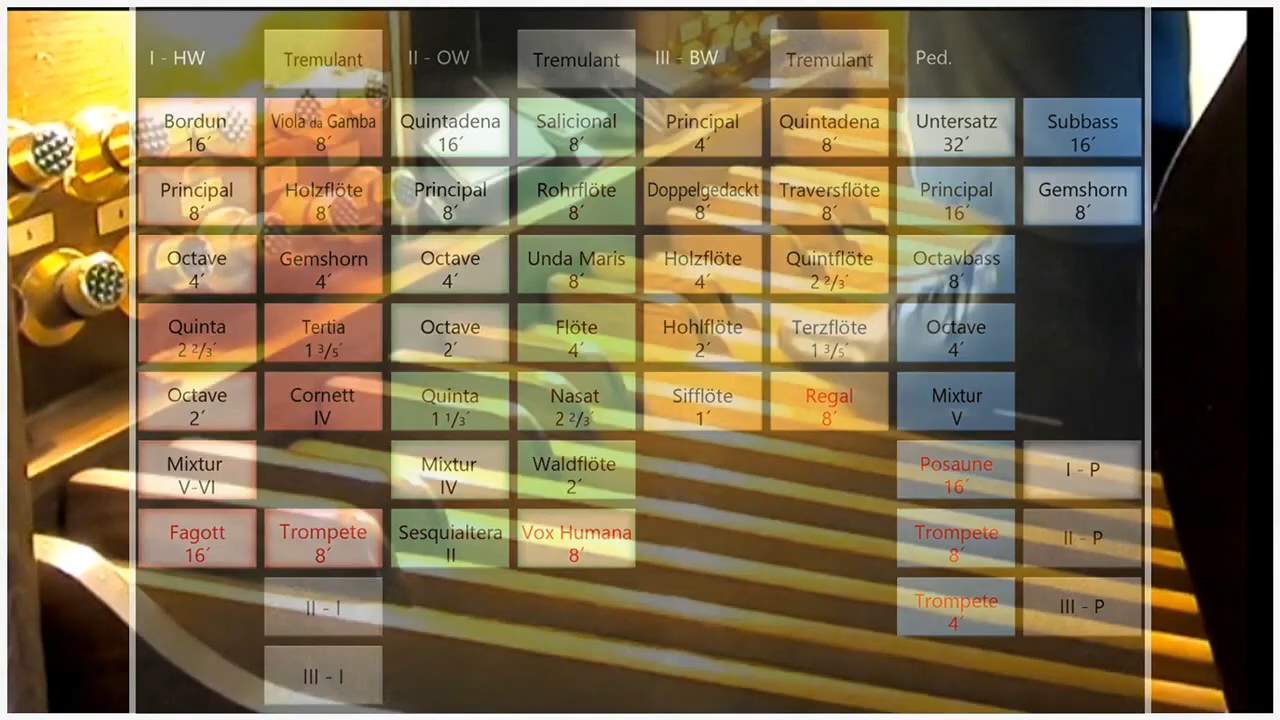 I - HW
Tremulant
II - OW
Tremulant
III - BW
Tremulant
Ped.
Bordun
16´
Viola da Gamba
8´
Quintadena
16´
Salicional
8´
Principal
4´
Quintadena
8´
Untersatz
32´
Subbass
16´
Principal
8´
Holzflöte
8´
Principal
8´
Rohrflöte
8´
Doppelgedackt
8´
Traversflöte
8´
Principal
16´
Gemshorn
8´
Octave
4´
Gemshorn
4´
Octave
4´
Unda Maris
8´
Holzflöte
4´
Quintflöte
2 ²/₃´
Octavbass
8´
Quinta
2 ²/₃´
Tertia
1 ³/₅´
Octave
2´
Flöte
4´
Hohlflöte
2´
Terzflöte
1 ³/₅´
Octave
4´
Octave
2´
Cornett
IV
Quinta
1 ¹/₃´
Nasat
2 ²/₃´
Sifflöte
1´
Regal
8´
Mixtur
V
Mixtur
V-VI
Mixtur
IV
Waldflöte
2´
Posaune
16´
I - P
Fagott
16´
Trompete
8´
Sesquialtera
II
Vox Humana
8´
Trompete
8´
II - P
II - I
Trompete
4´
III - P
III - I